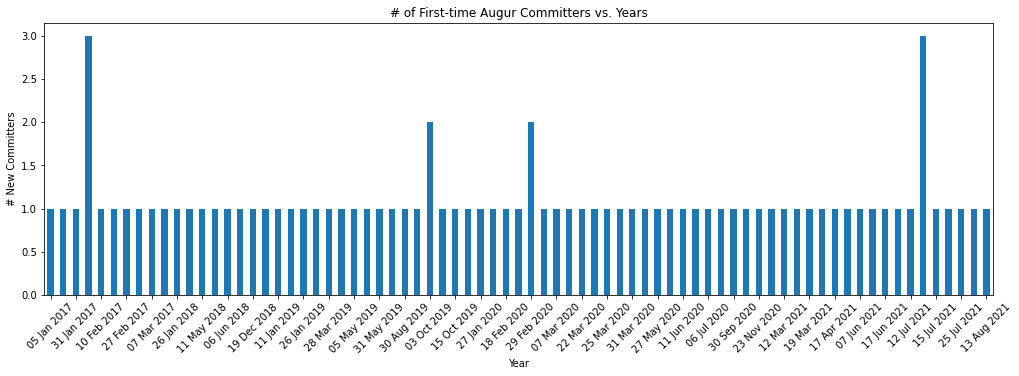 # of First-time Augur Committers vs. Years
3.0
2.5
2.0
1.5
1.0
0.5
0.0
# New Committers
05 Jan 2017
31 Jan 2017
10 Feb 2017
27 Feb 2017
07 Mar 2017
26 Jan 2018
11 May 2018
06 Jun 2018
19 Dec 2018
11 Jan 2019
26 Jan 2019
28 Mar 2019
05 May 2019
31 May 2019
30 Aug 2019
03 Oct 2019
15 Oct 2019
27 Jan 2020
18 Feb 2020
29 Feb 2020
07 Mar 2020
22 Mar 2020
25 Mar 2020
31 Mar 2020
27 May 2020
11 Jun 2020
06 Jul 2020
30 Sep 2020
23 Nov 2020
12 Mar 2021
19 Mar 2021
17 Apr 2021
07 Jun 2021
17 Jun 2021
12 Jul 2021
15 Jul 2021
25 Jul 2021
13 Aug 2021
Year